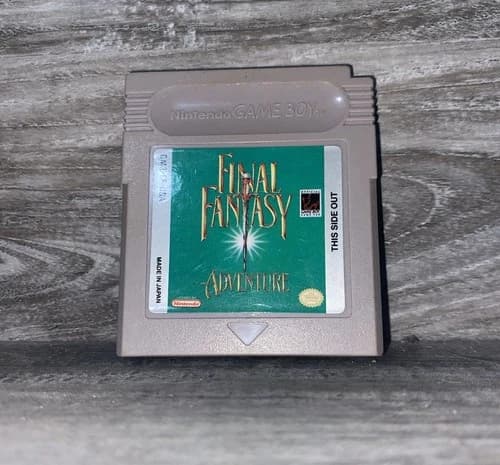 Nintendo GAME BOY
FINAL
FANTASY
ADVENTURE
THIS SIDE OUT
MADE IN JAPAN
Nintendo